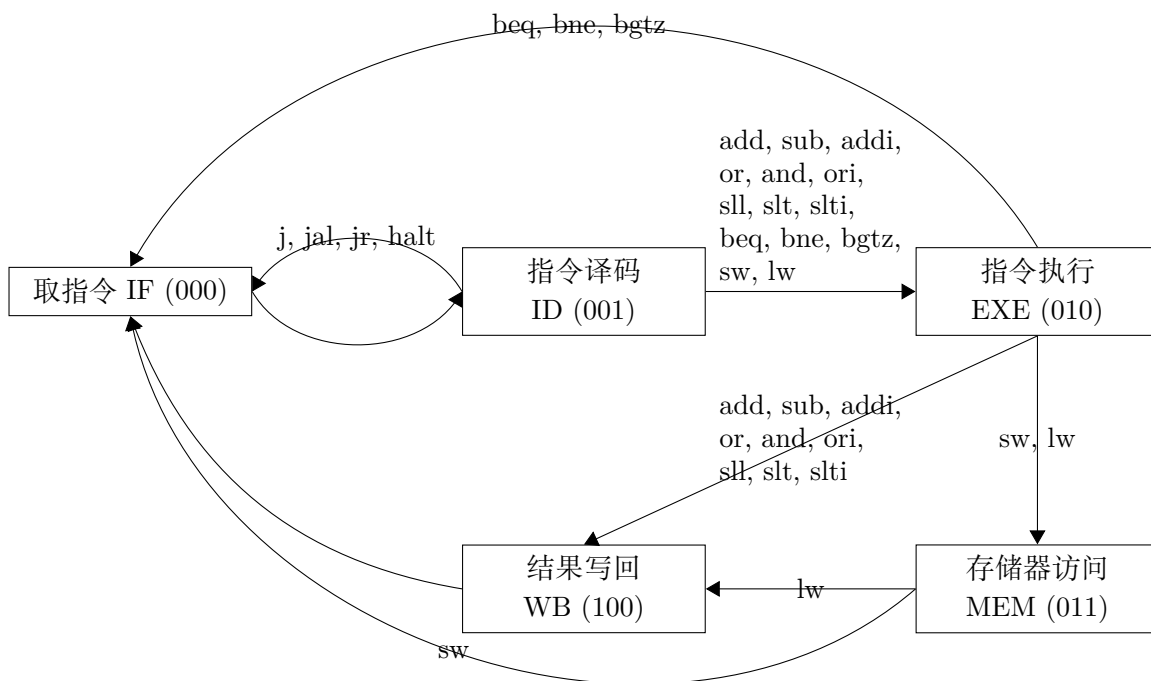 beq, bne, bgtz
add, sub, addi,
or, and, ori,
sll, slt, slti,
beq, bne, bgtz,
sw, lw
j, jal, jr, halt
取指令 IF (000)
指令译码
ID (001)
指令执行
EXE (010)
add, sub, addi,
or, and, ori,
sll, slt, slti
sw, lw
结果写回
WB (100)
lw
存储器访问
MEM (011)
sw